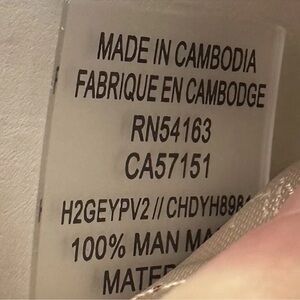 MADE IN CAMBODIA
FABRIQUE EN CAMBODGE
RN54163
CA57151
H2GEYPV2 //
100% MAN